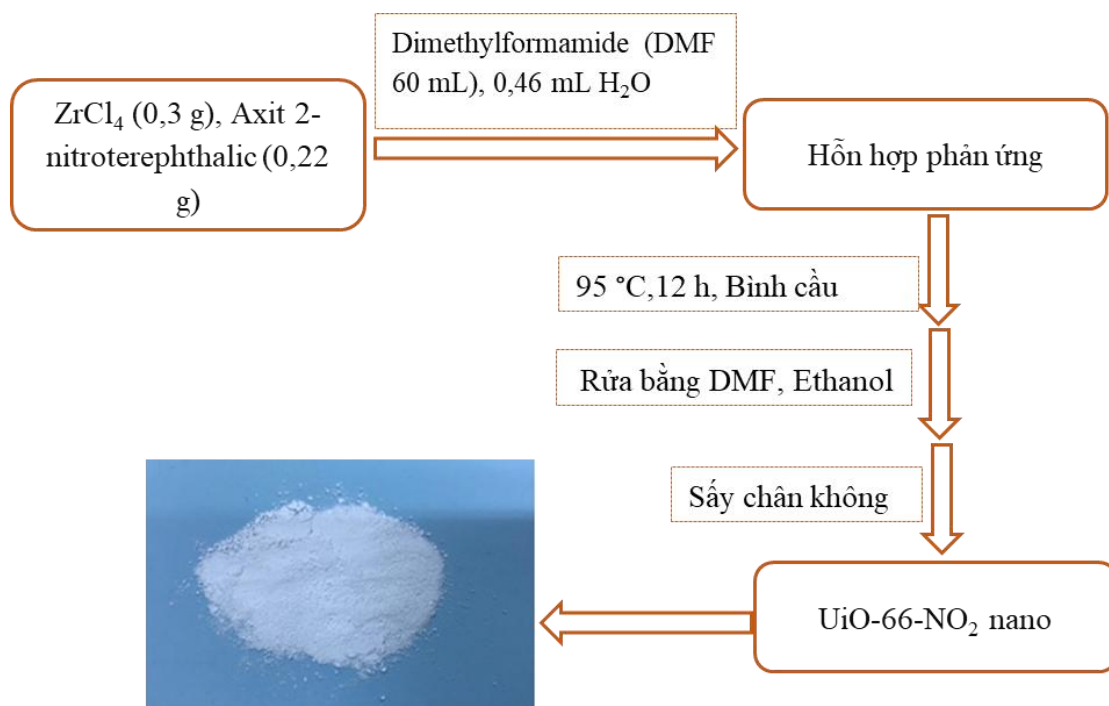 Dimethylformamide (DMF
60 mL), 0,46 mL H₂O
ZrCl₄ (0,3 g), Axit 2-
nitroterephthalic (0,22
g)
Hỗn hợp phản ứng
95 °C,12 h, Bình cầu
Rửa bằng DMF, Ethanol
Sấy chân không
UiO-66-NO₂ nano